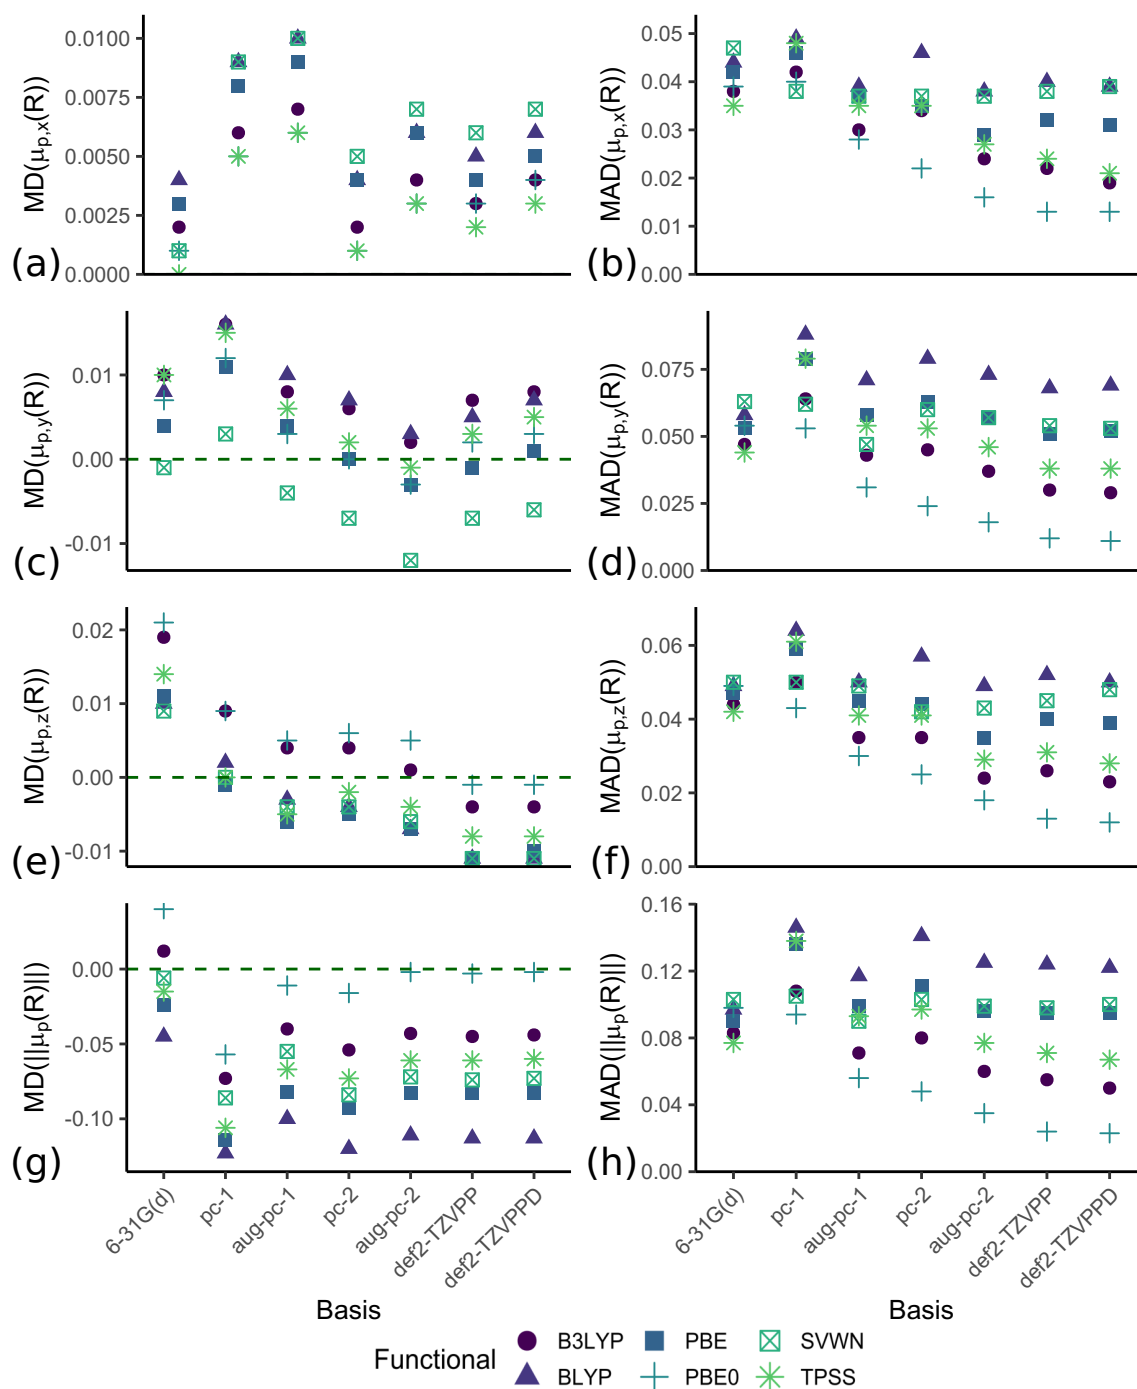 0.0100
0.0075
0.0050
0.0025
0.0000
MD(μp,x(R))
(a)
0.05
0.04
0.03
0.02
0.01
0.00
MAD(μp,x(R))
(b)
0.01
0.00
-0.01
MD(μp,y(R))
(c)
0.075
0.050
0.025
0.000
MAD(μp,y(R))
(d)
0.02
0.01
0.00
-0.01
MD(μp,z(R))
(e)
0.06
0.04
0.02
0.00
MAD(μp,z(R))
(f)
0.00
-0.05
-0.10
MD(||μp(R)||)
(g)
0.16
0.12
0.08
0.04
0.00
MAD(||μp(R)||)
(h)
6-31G(d)
pc-1
aug-pc-1
pc-2
aug-pc-2
def2-TZVPP
def2-TZVPPD
Basis
6-31G(d)
pc-1
aug-pc-1
pc-2
aug-pc-2
def2-TZVPP
def2-TZVPPD
Basis
Functional
B3LYP
PBE
SVWN
BLYP
PBE0
TPSS